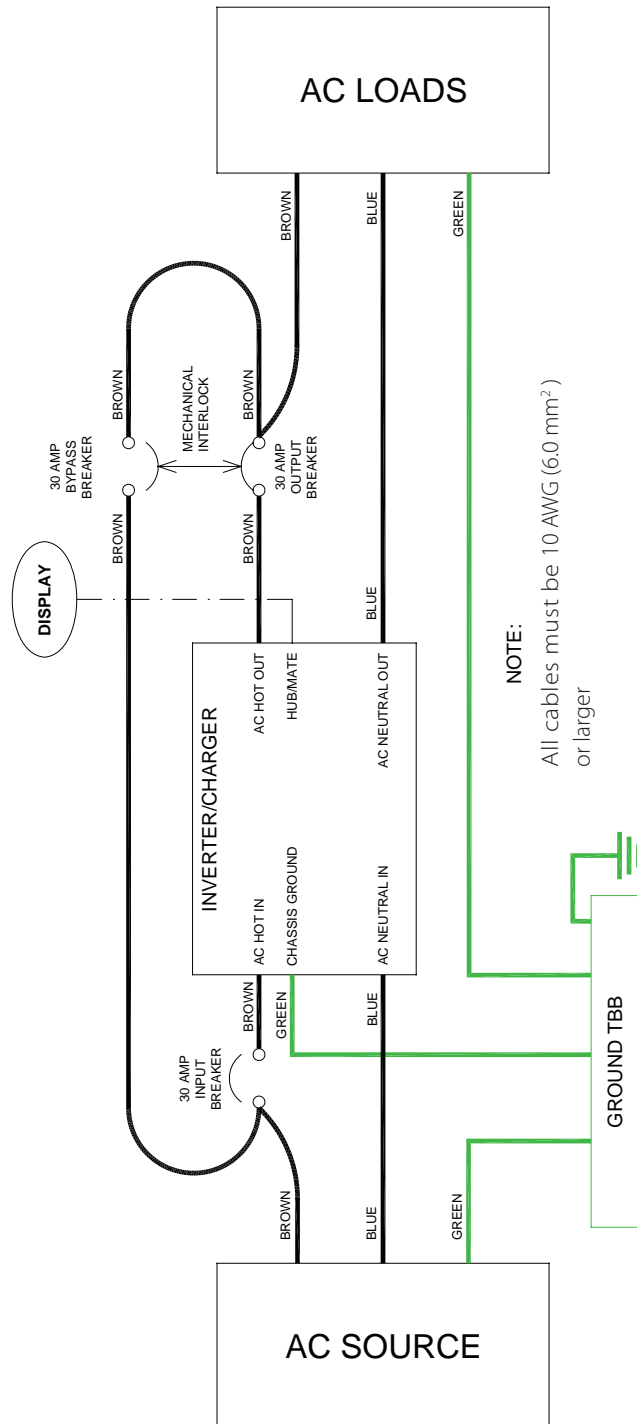 AC LOADS
BROWN
BLUE
GREEN
BROWN
MECHANICAL
INTERLOCK
BROWN
30 AMP
BYPASS
BREAKER
30 AMP
OUTPUT
BREAKER
BROWN
BROWN
DISPLAY
BLUE
INVERTER/CHARGER
AC HOT OUT
HUB/MATE
AC NEUTRAL OUT
AC HOT IN
CHASSIS GROUND
AC NEUTRAL IN
NOTE:
All cables must be 10 AWG (6.0 mm²)
or larger
BROWN
GREEN
BLUE
30 AMP
INPUT
BREAKER
GROUND TBB
BROWN
BLUE
GREEN
AC SOURCE